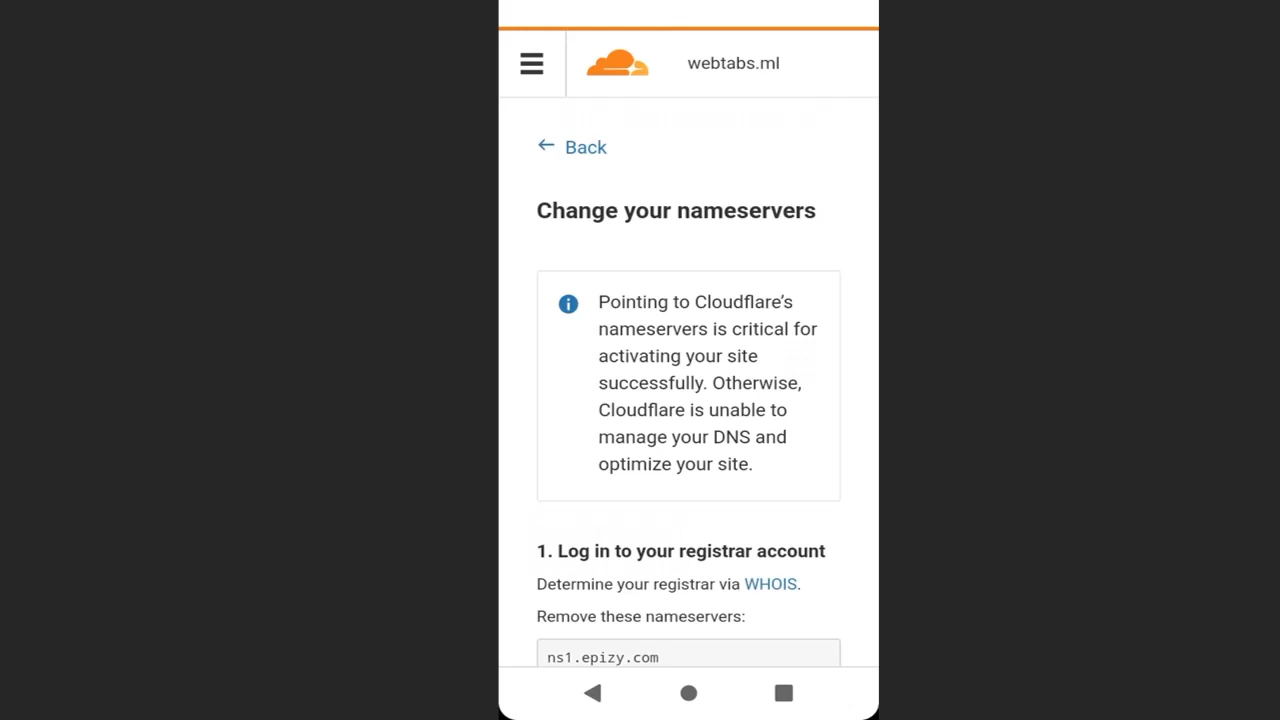 webtabs.ml
Back
Change your nameservers
Pointing to Cloudflare’s
nameservers is critical for
activating your site
successfully. Otherwise,
Cloudflare is unable to
manage your DNS and
optimize your site.
1. Log in to your registrar account
Determine your registrar via WHOIS.
Remove these nameservers:
ns1.epizy.com